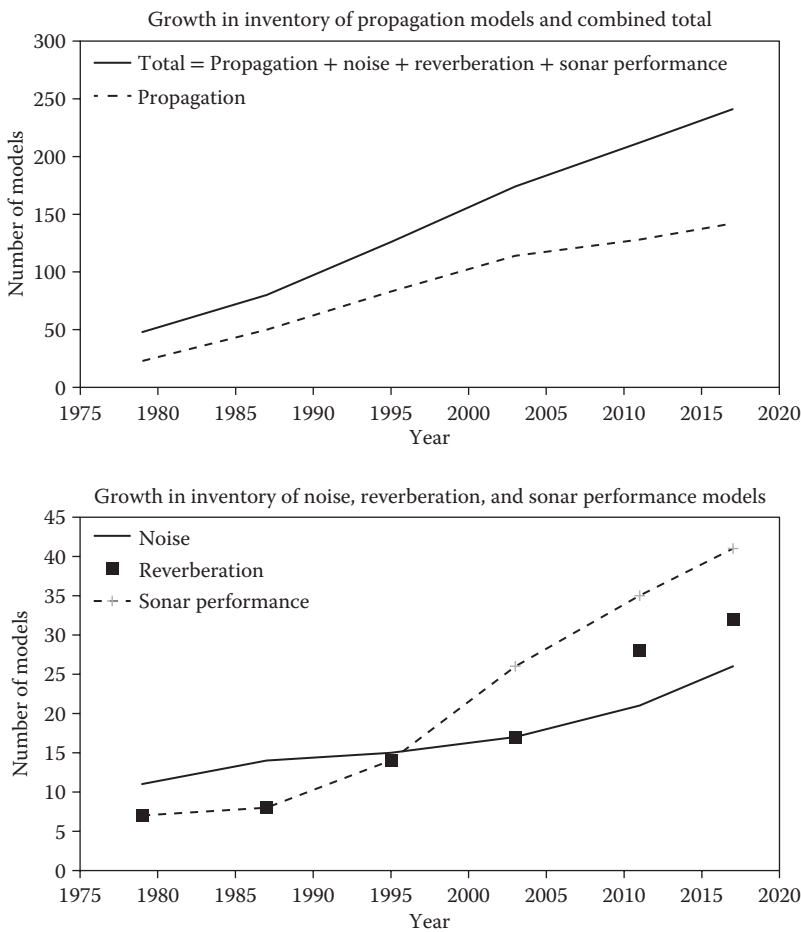 Growth in inventory of propagation models and combined total
300
Total = Propagation + noise + reverberation + sonar performance
250
Propagation
200
150
100
50
0
Number of models
1975 1980 1985 1990 1995 2000 2005 2010 2015 2020
Year
Growth in inventory of noise, reverberation, and sonar performance models
45
Noise
40
Reverberation
35
Sonar performance
30
25
20
15
10
5
0
Number of models
1975 1980 1985 1990 1995 2000 2005 2010 2015 2020
Year